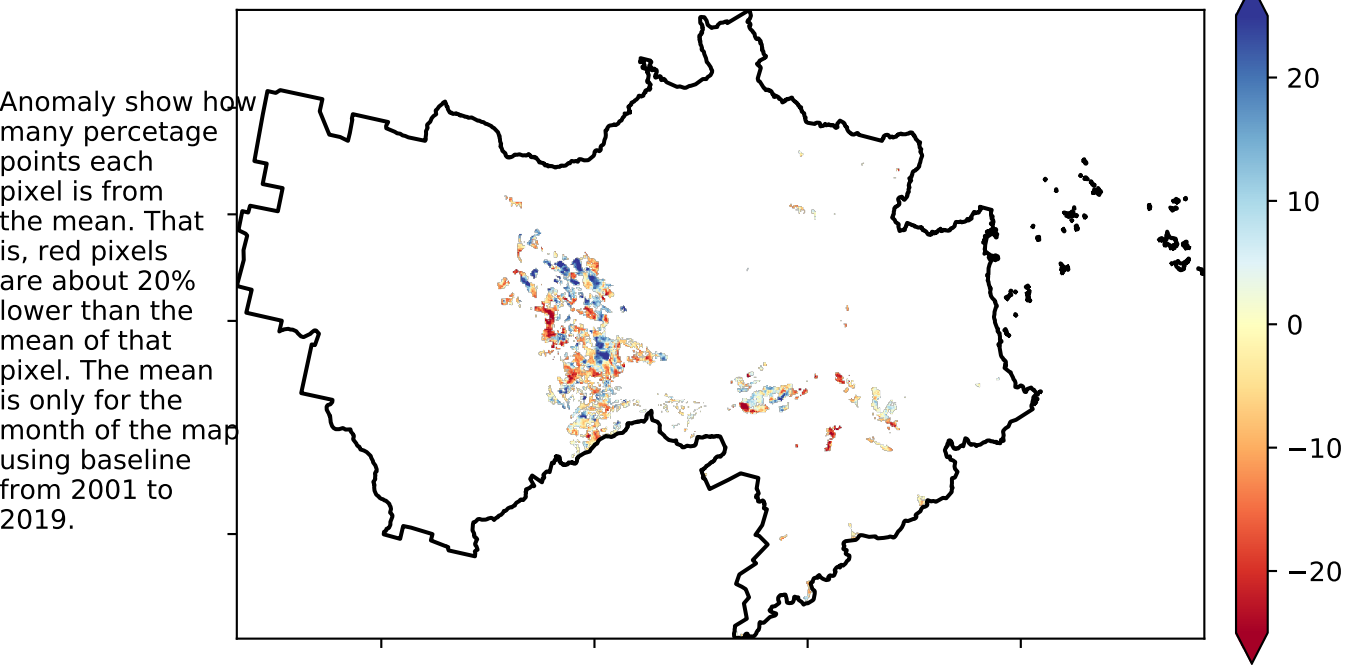 Anomaly show how
many percetage
points each
pixel is from
the mean. That
is, red pixels
are about 20%
lower than the
mean of that
pixel. The mean
is only for the
month of the map
using baseline
from 2001 to
2019.
20
10
0
−10
−20